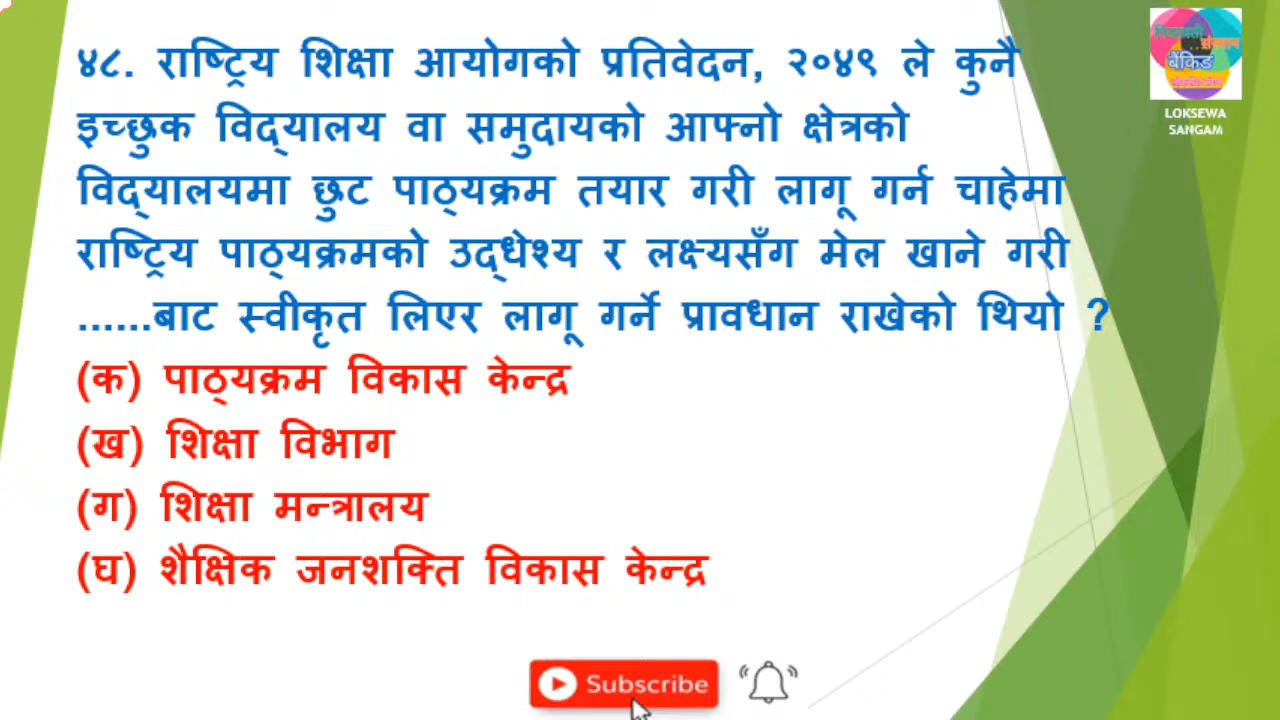 ४८. राष्ट्रिय शिक्षा आयोगको प्रतिवेदन, २०४९ ले कुनै
इच्छुक विद्यालय वा समुदायको आफ्नो क्षेत्रको
विद्यालयमा छुट पाठ्यक्रम तयार गरी लागू गर्न चाहेमा
राष्ट्रिय पाठ्यक्रमको उद्धेश्य र लक्ष्यसँग मेल खाने गरी
......बाट स्वीकृत लिएर लागू गर्ने प्रावधान राखेको थियो ?
(क) पाठ्यक्रम विकास केन्द्र
(ख) शिक्षा विभाग
(ग) शिक्षा मन्त्रालय
(घ) शैक्षिक जनशक्ति विकास केन्द्र
बैंकिङ
LOKSEWA
SANGAM
Subscribe